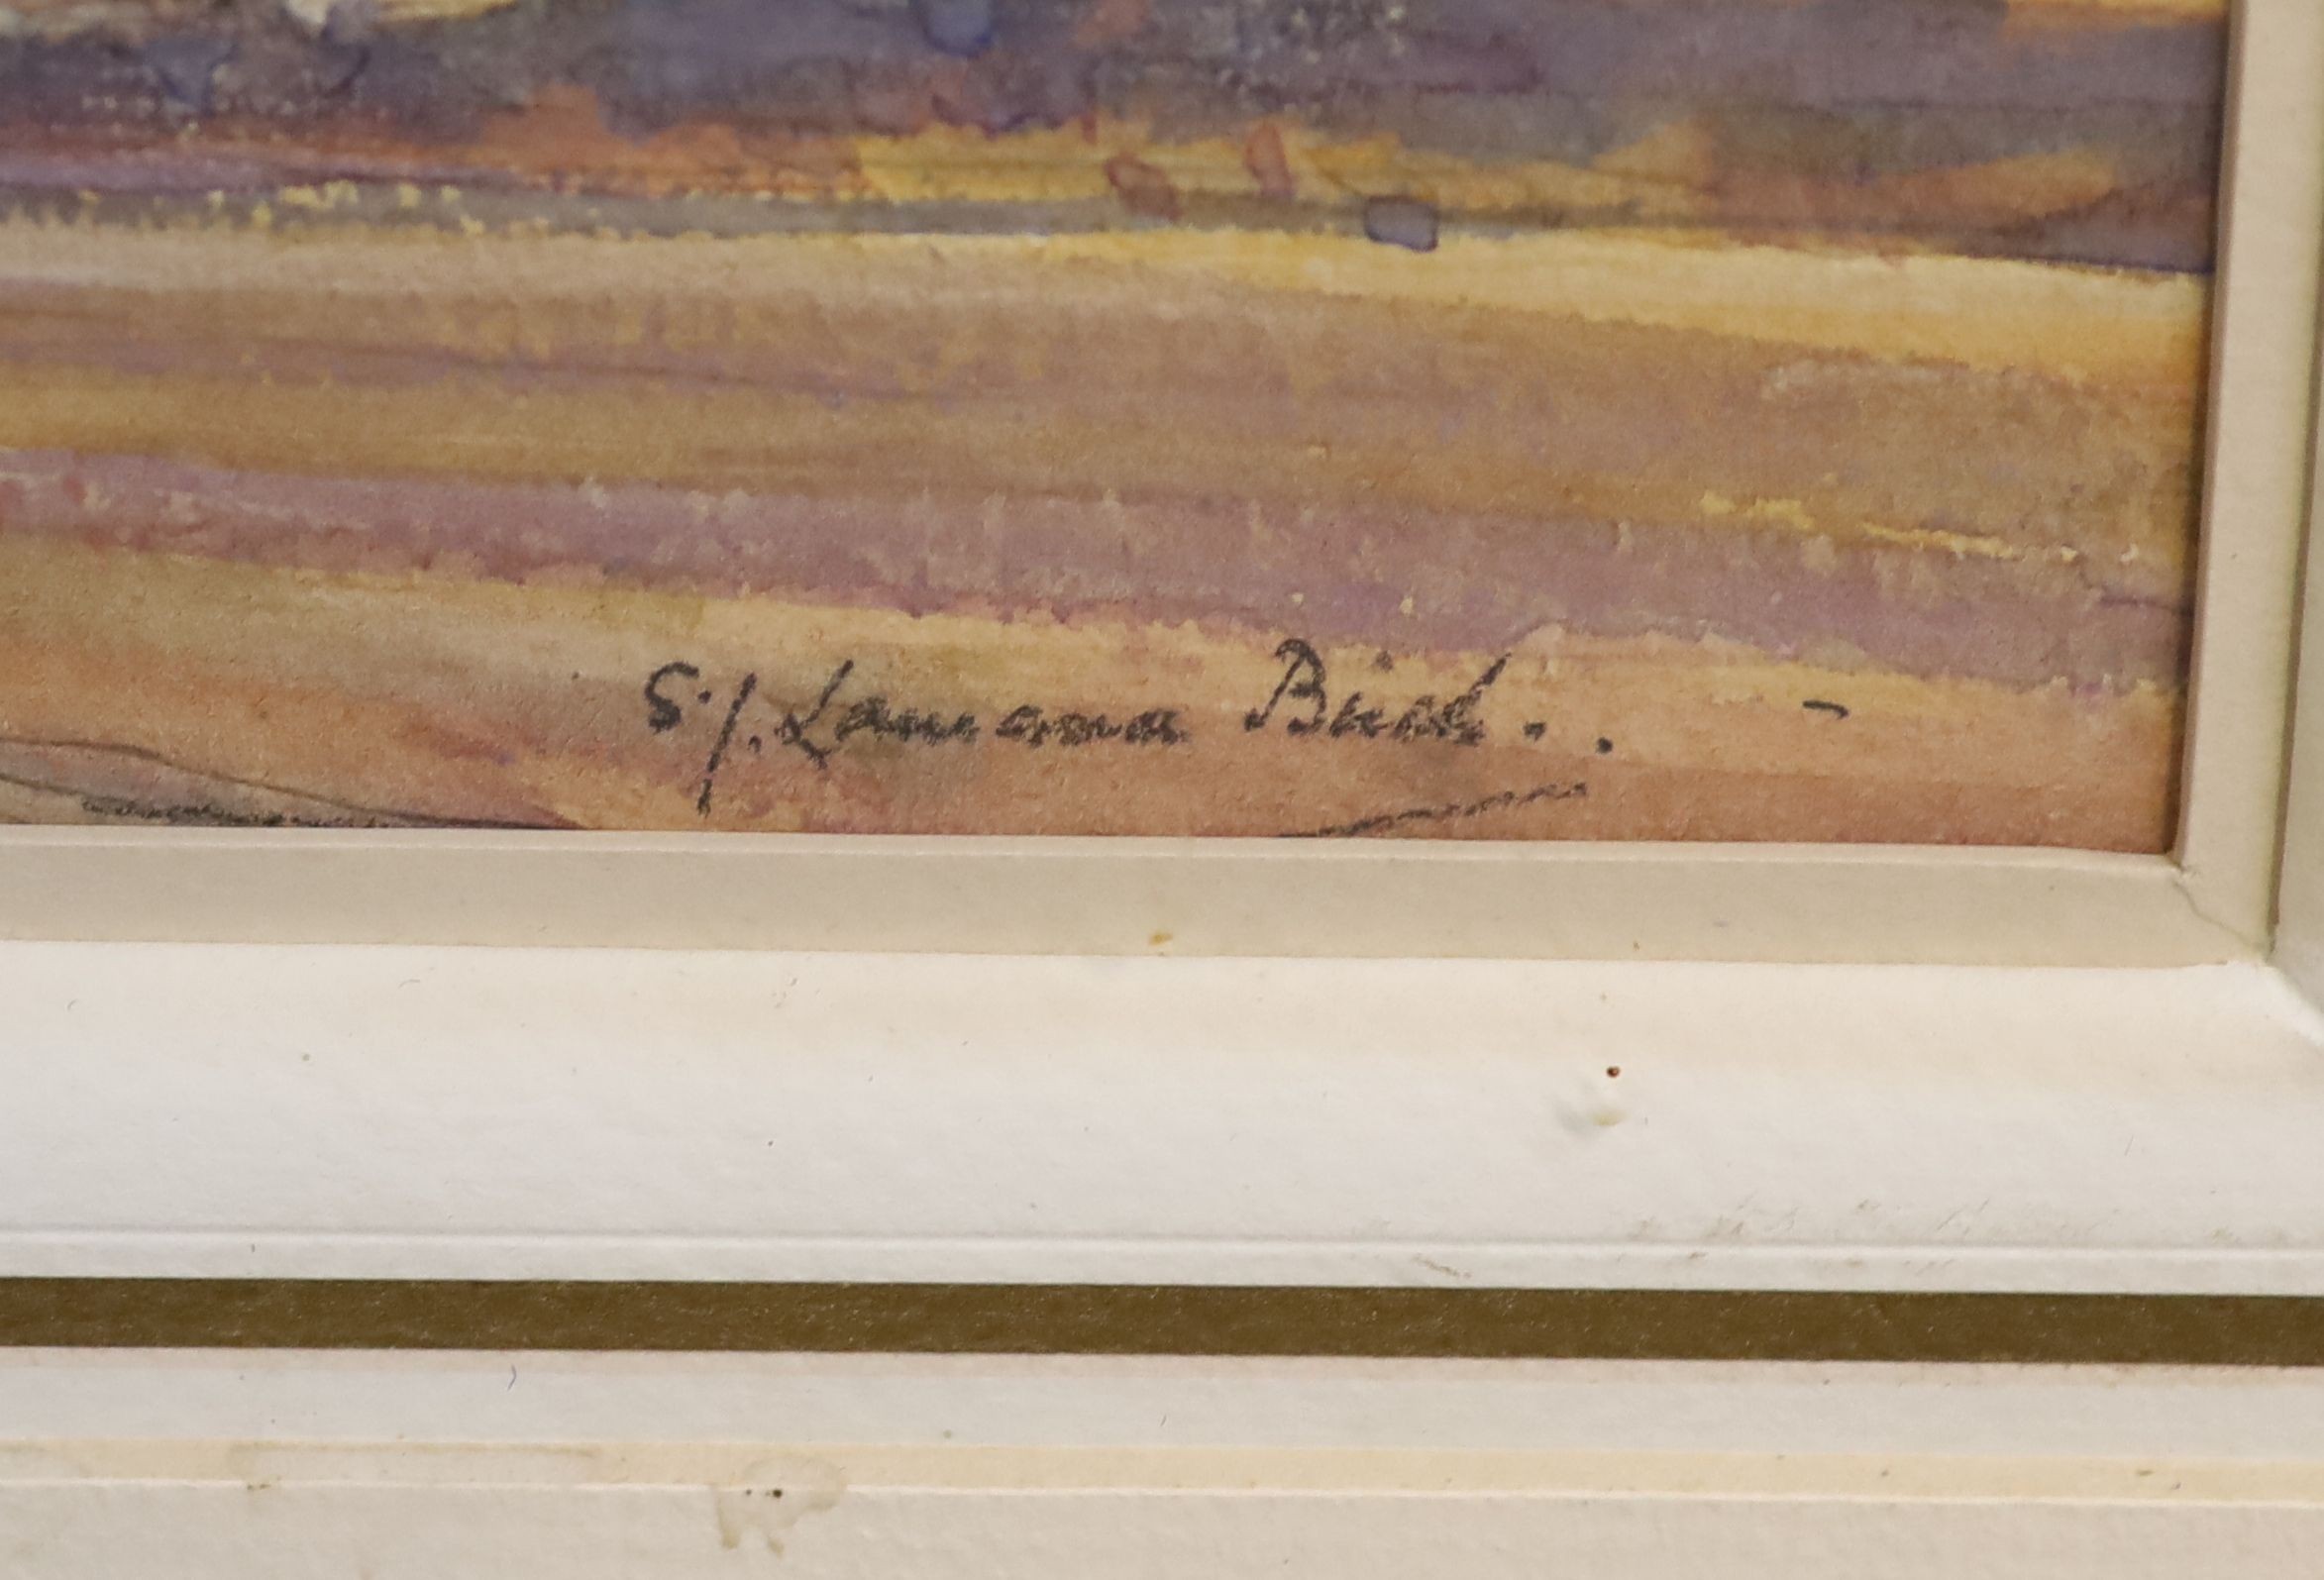 S. J. Lamorna Birch.